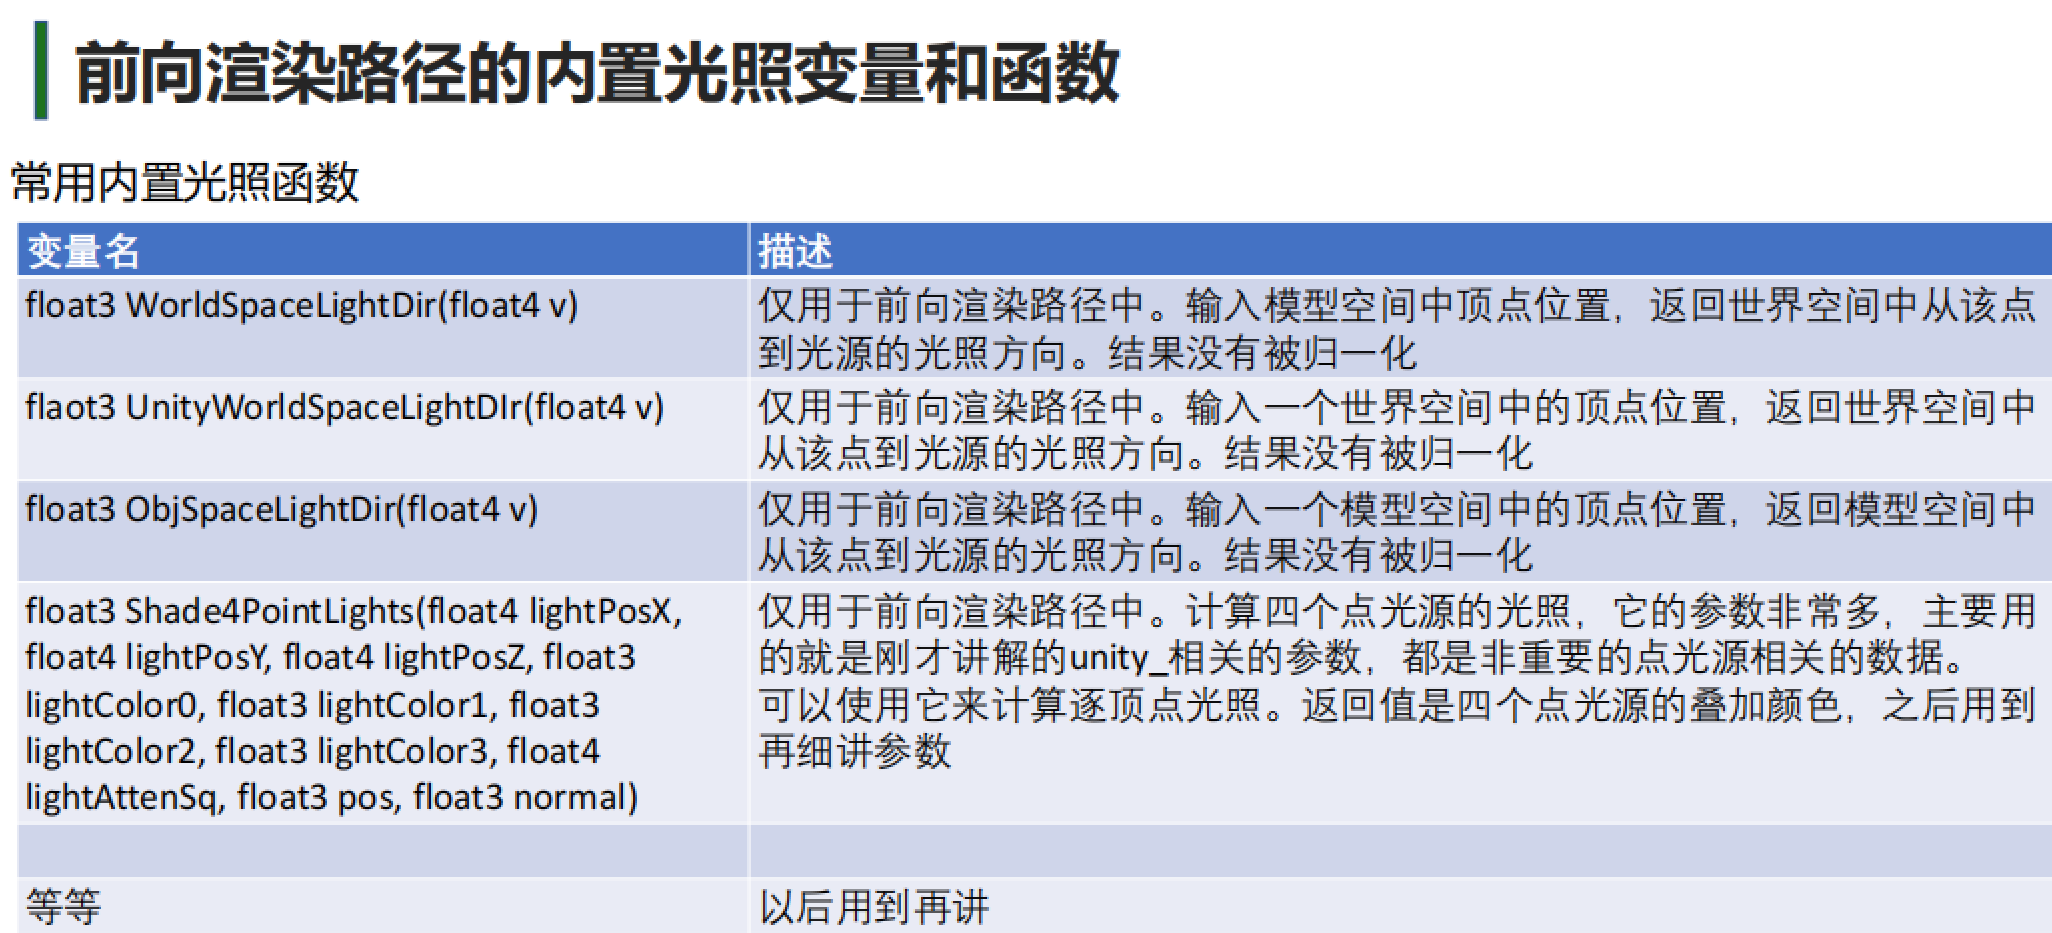 前向渲染路径的内置光照变量和函数
常用内置光照函数
变量名
描述
float3 WorldSpaceLightDir(float4 v)
仅用于前向渲染路径中。输入模型空间中顶点位置，返回世界空间中从该点
到光源的光照方向。结果没有被归一化
flaot3 UnityWorldSpaceLightDIr(float4 v)
仅用于前向渲染路径中。输入一个世界空间中的顶点位置，返回世界空间中
从该点到光源的光照方向。结果没有被归一化
float3 ObjSpaceLightDir(float4 v)
仅用于前向渲染路径中。输入一个模型空间中的顶点位置，返回模型空间中
从该点到光源的光照方向。结果没有被归一化
float3 Shade4PointLights(float4 lightPosX,
float4 lightPosY, float4 lightPosZ, float3
lightColor0, float3 lightColor1, float3
lightColor2, float3 lightColor3, float4
lightAttenSq, float3 pos, float3 normal)
仅用于前向渲染路径中。计算四个点光源的光照，它的参数非常多，主要用
的就是刚才讲解的unity_相关的参数，都是非重要的点光源相关的数据。
可以使用它来计算逐顶点光照。返回值是四个点光源的叠加颜色，之后用到
再细讲参数
等等
以后用到再讲